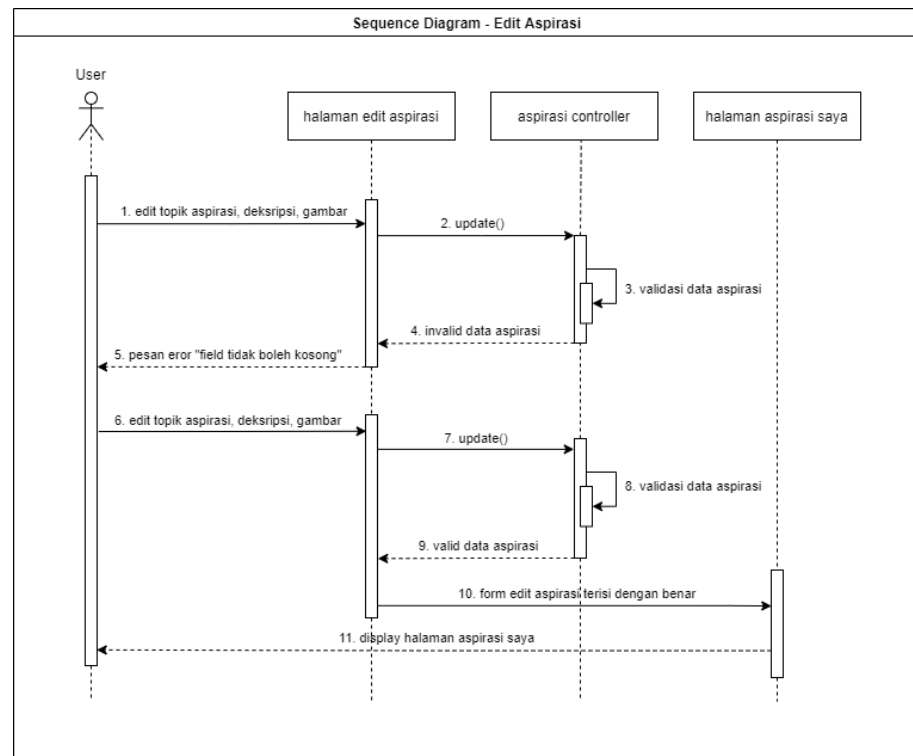 Sequence Diagram - Edit Aspirasi
User
halaman edit aspirasi
aspirasi controller
halaman aspirasi saya
1. edit topik aspirasi, deksripsi, gambar
2. update()
3. validasi data aspirasi
4. invalid data aspirasi
5. pesan eror "field tidak boleh kosong"
6. edit topik aspirasi, deksripsi, gambar
7. update()
8. validasi data aspirasi
9. valid data aspirasi
10. form edit aspirasi terisi dengan benar
11. display halaman aspirasi saya